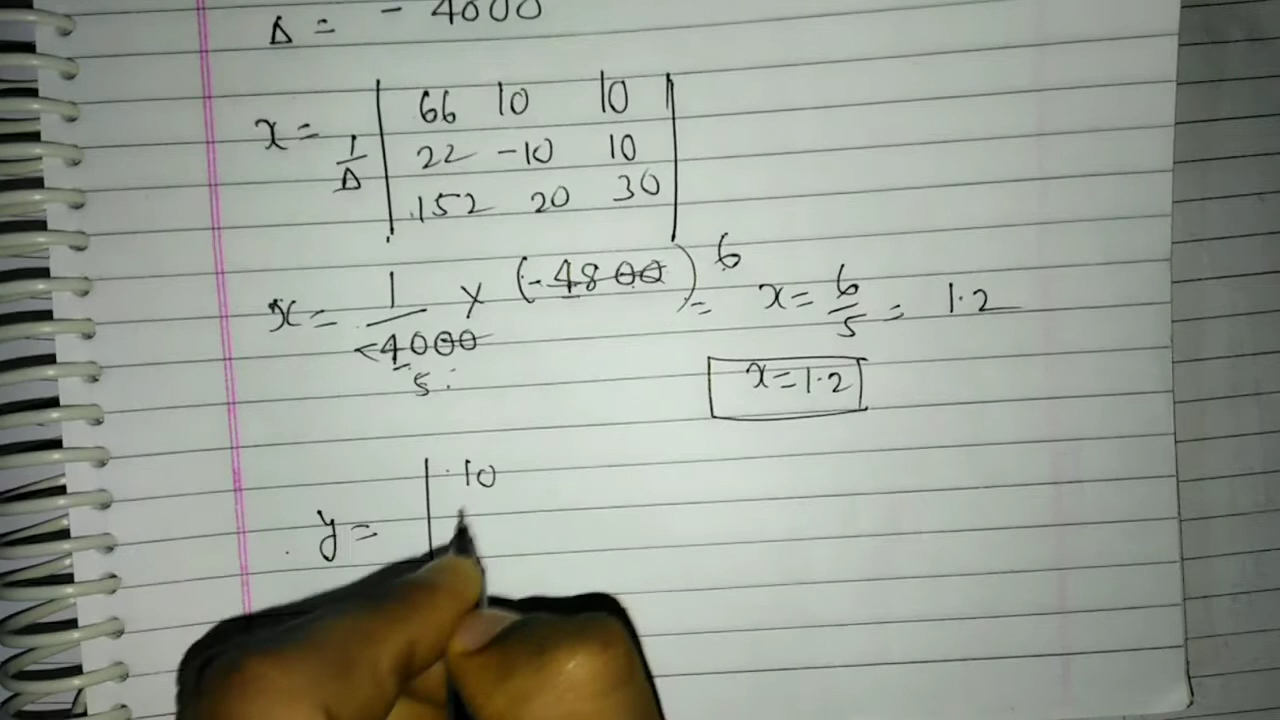 Δ = - 4000
x = 1/Δ | 66 10 10 |
| 22 -10 10 |
| 152 20 30 |
x = 1/-4000 × (-4800) = x = 6/5 = 1.2
6
5
x = 1.2
y = | 10